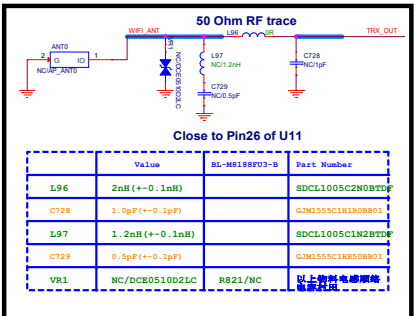 50 Ohm RF trace
WIFI_ANT
L96
0R
TRX_OUT
ANT0
2
G
IO
1
NC/AP_ANT0
VR1
NC/DCE0510D2LC
L97
NC/1.2nH
C728
NC/1pF
C729
NC/0.5pF
Close to Pin26 of U11
Value BL-M8188FU3-B Part Number
L96 2nH(+-0.1nH) SDCL1005C2N0BTDF
C728 1.0pF(+-0.1pF) GJM1555C1H1R0BB01
L97 1.2nH(+-0.1nH) SDCL1005C1N2BTDF
C729 0.5pF(+-0.1pF) GJM1555C1HR50BB01
VR1 NC/DCE0510D2LC R821/NC 以上物料电感顺络